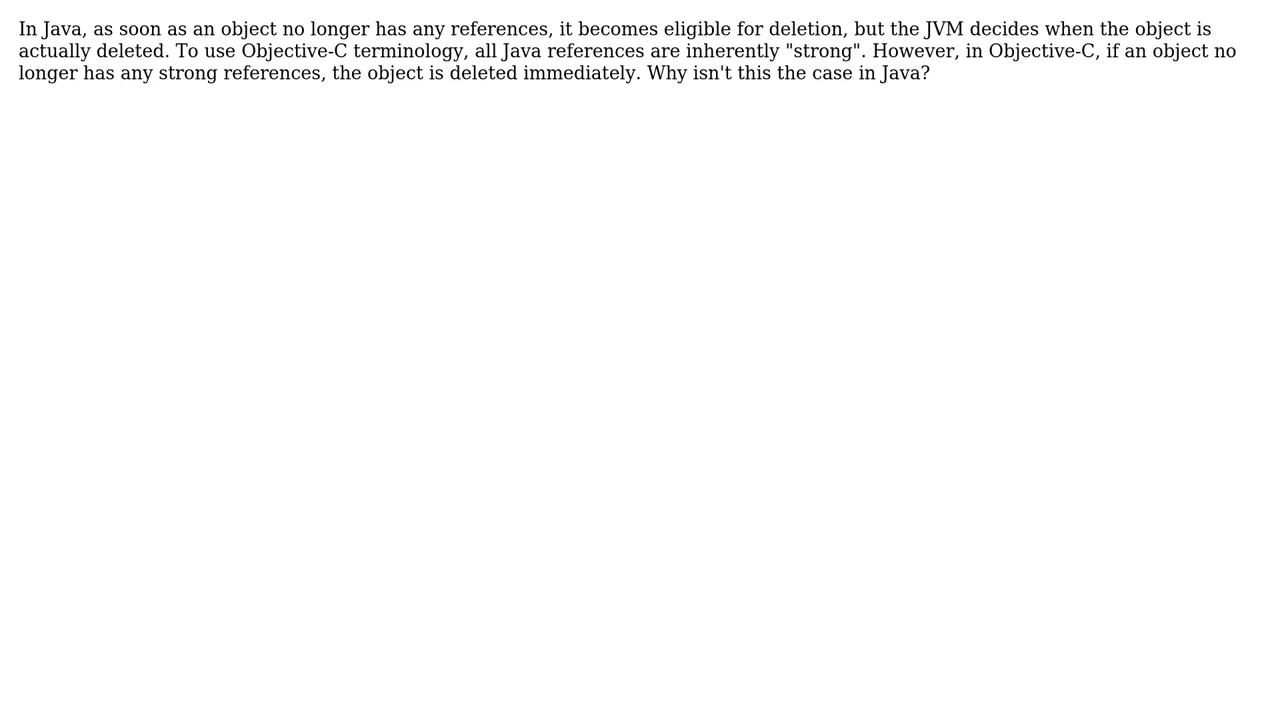 In Java, as soon as an object no longer has any references, it becomes eligible for deletion, but the JVM decides when the object is
actually deleted. To use Objective-C terminology, all Java references are inherently "strong". However, in Objective-C, if an object no
longer has any strong references, the object is deleted immediately. Why isn't this the case in Java?